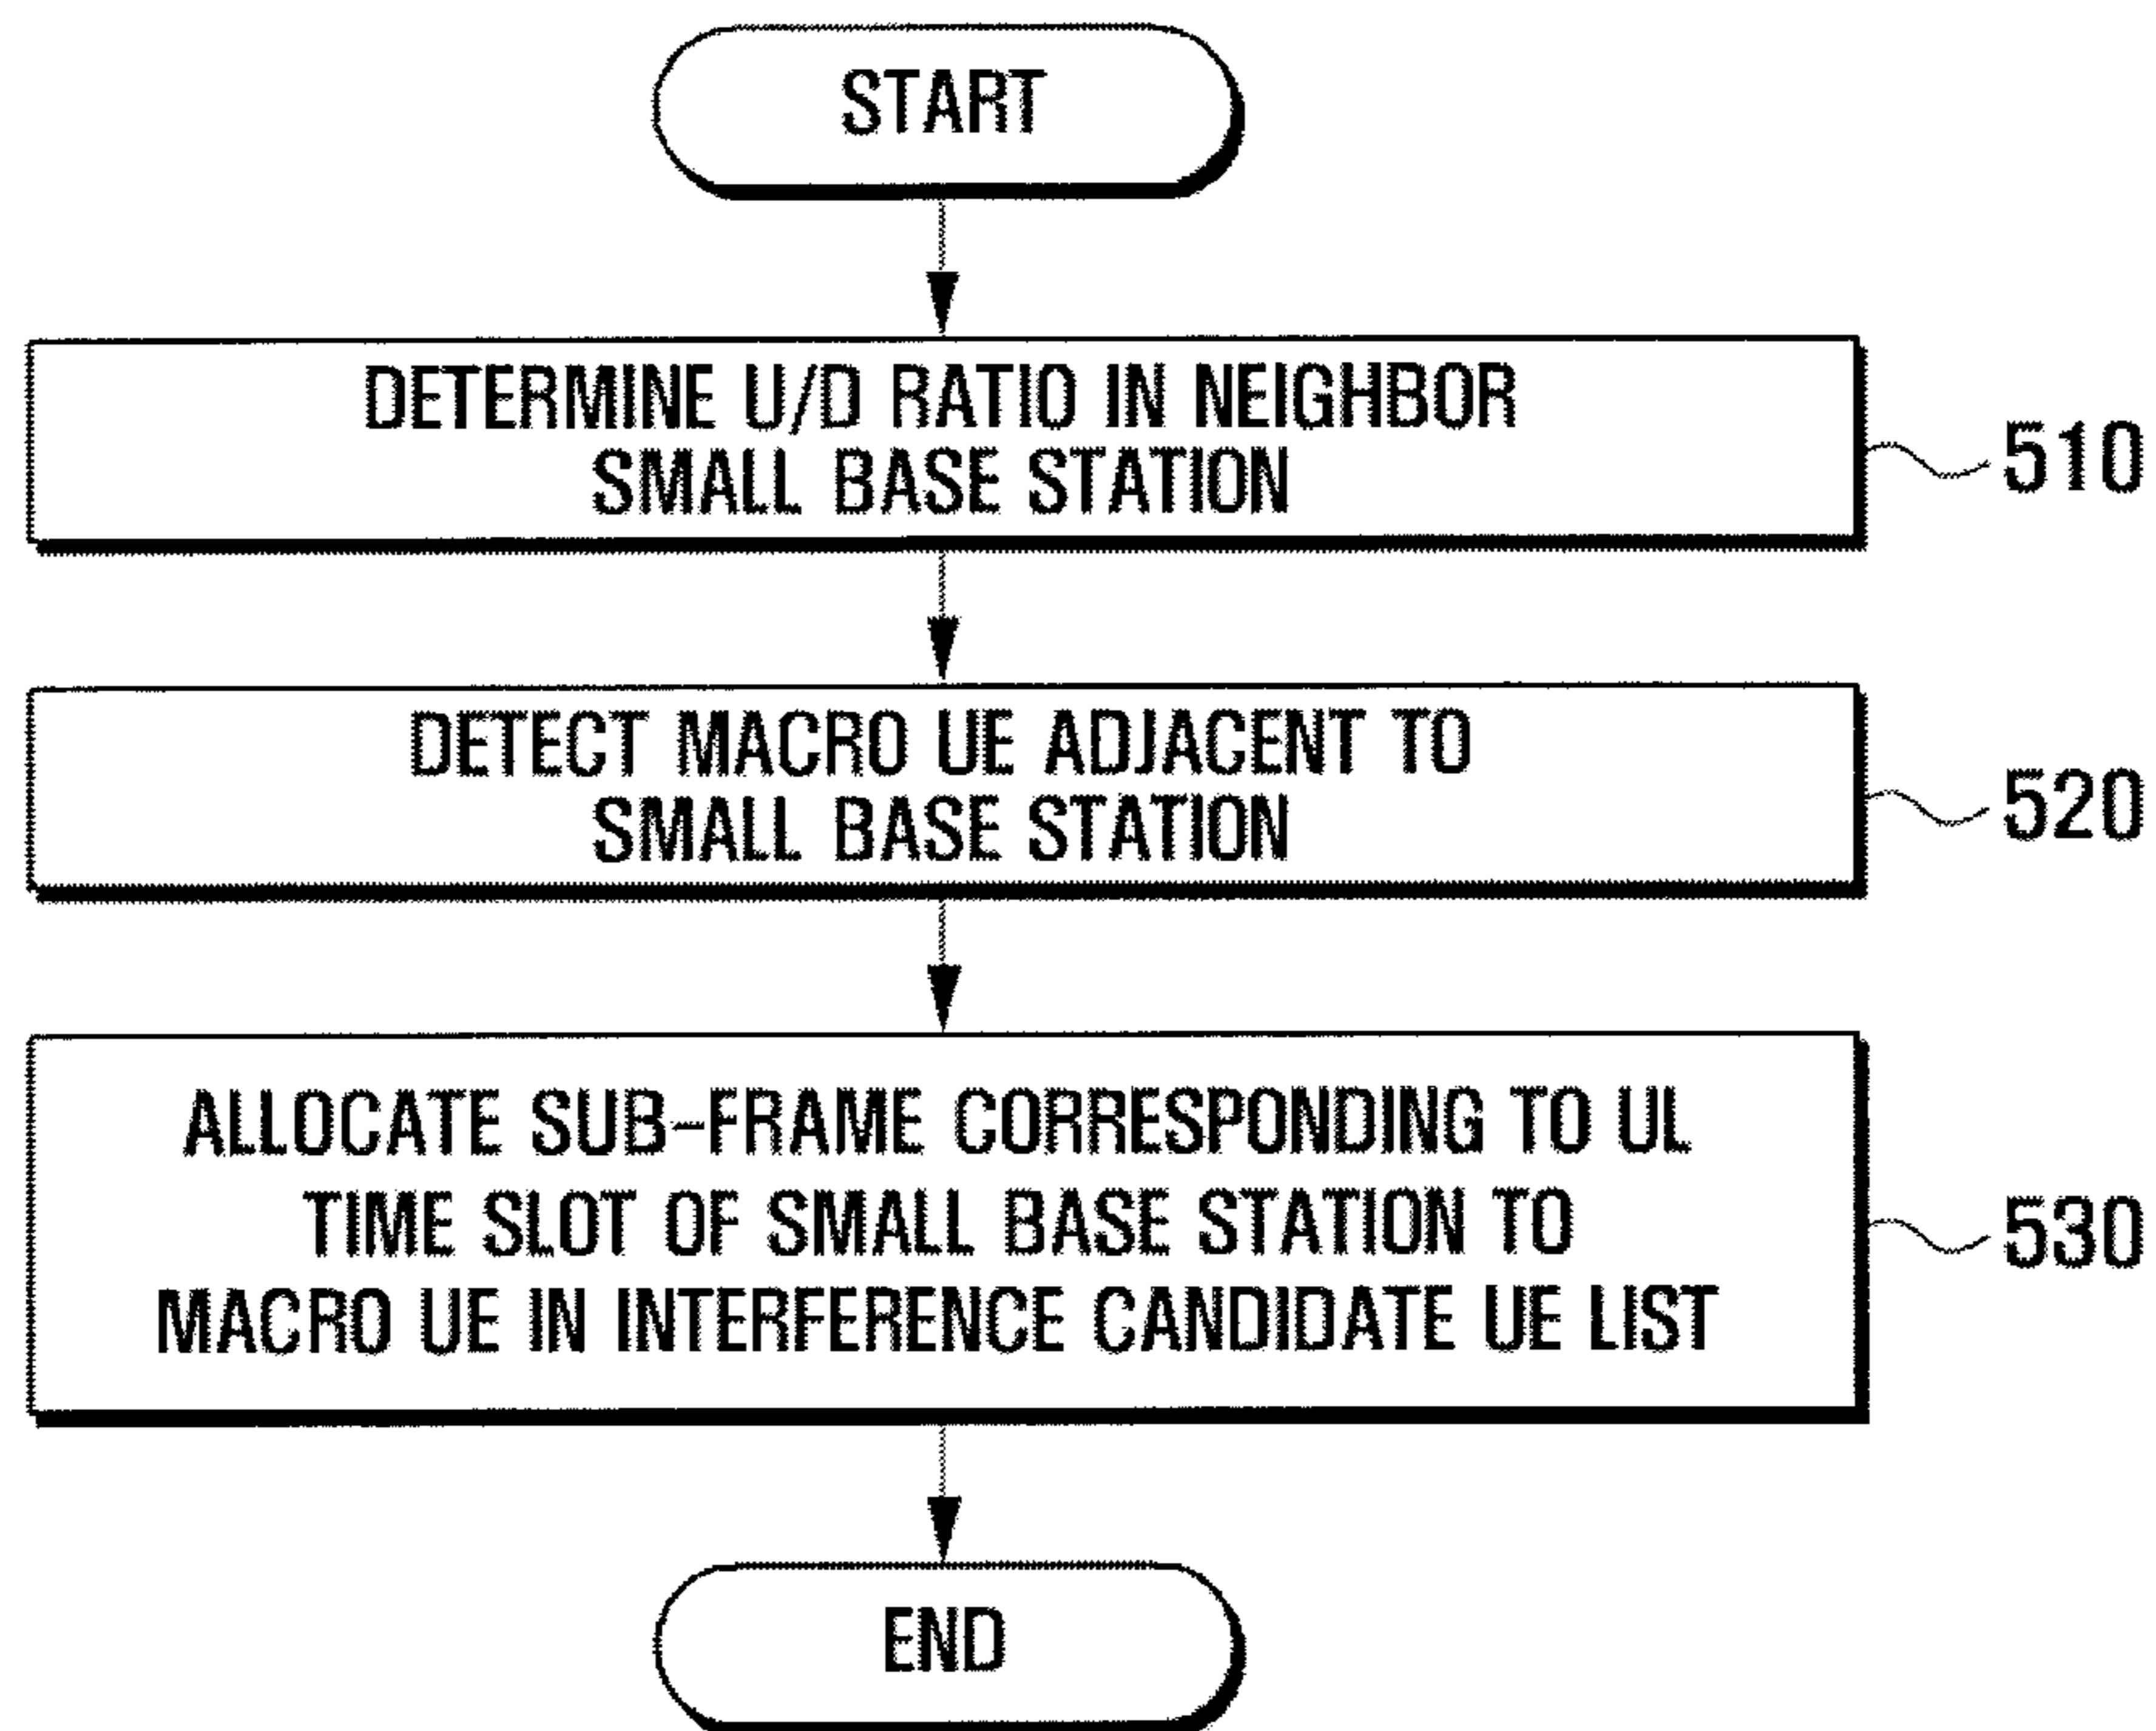 START
DETERMINE U/D RATIO IN NEIGHBOR
SMALL BASE STATION
510
DETECT MACRO UE ADJACENT TO
SMALL BASE STATION
520
ALLOCATE SUB-FRAME CORRESPONDING TO UL
TIME SLOT OF SMALL BASE STATION TO
MACRO UE IN INTERFERENCE CANDIDATE UE LIST
530
END